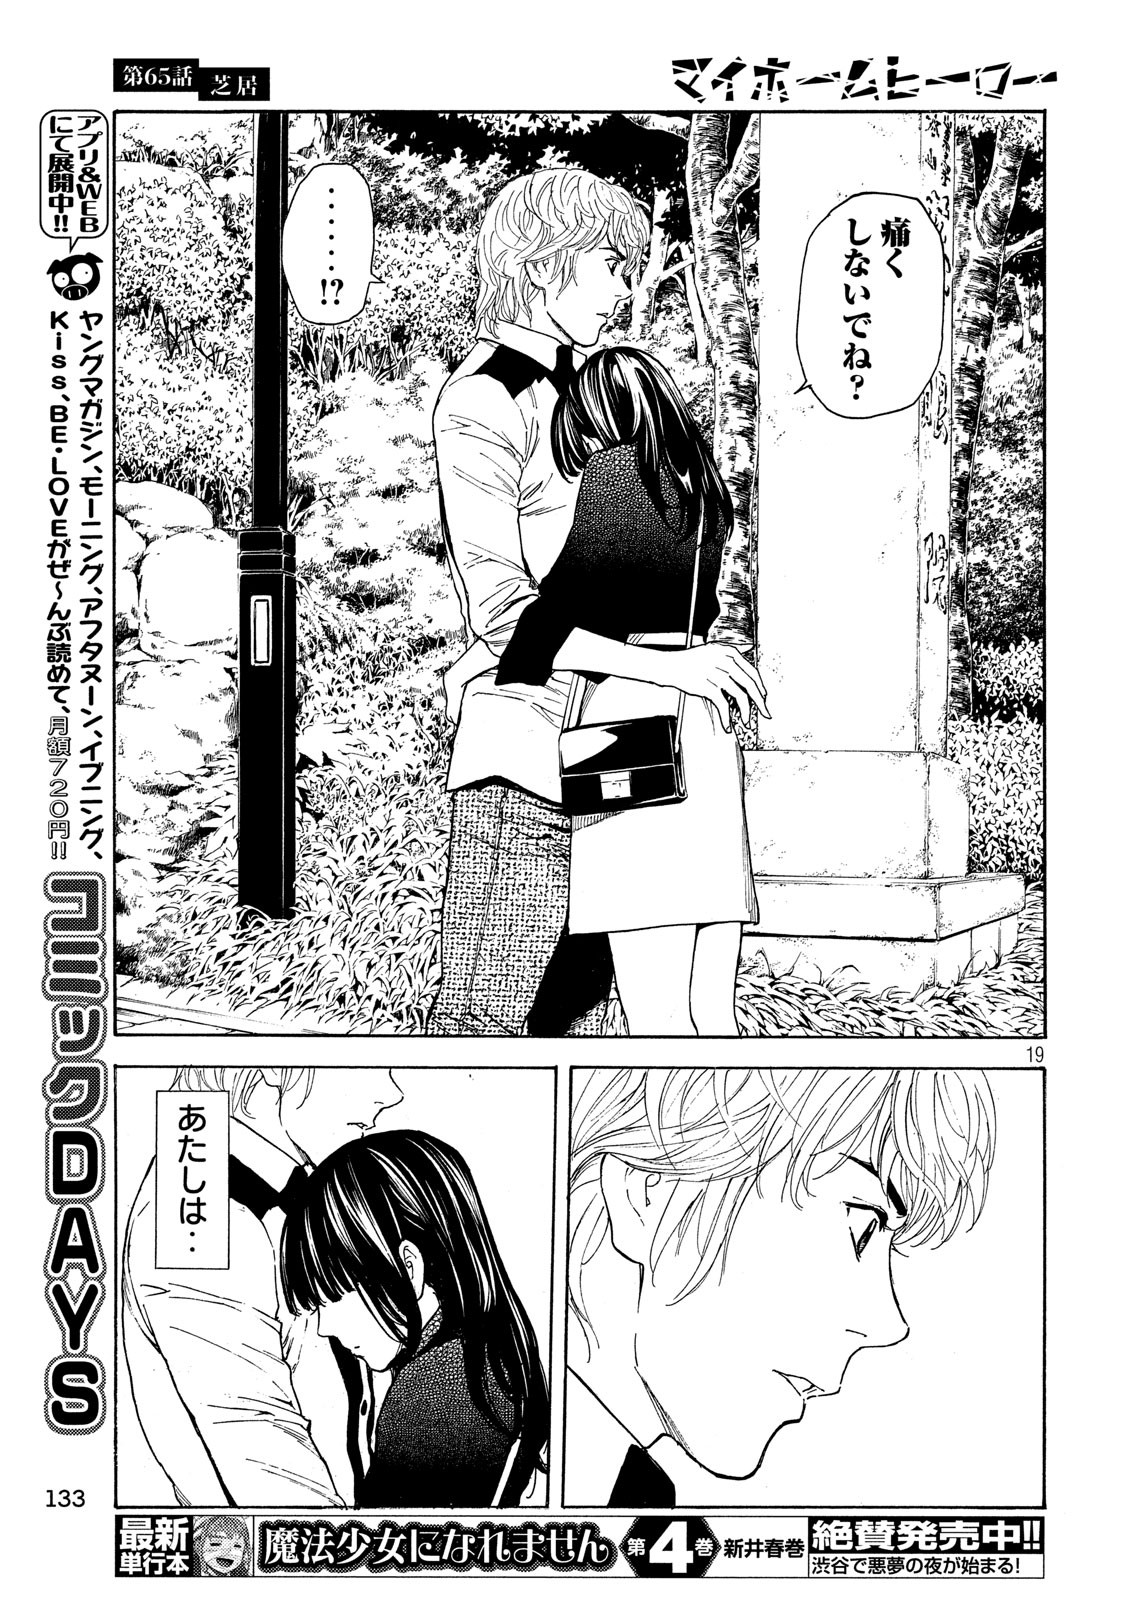 マイホームヒーロー
第65話
芝居
痛く
しないでね?
‥‥‥
!?
19
あたしは‥
アプリ&WEB
にて展開中!!
ヤングマガジン、モーニング、アフタヌーン、イブニング、
Kiss、BE・LOVEがぜ〜んぶ読めて、月額720円!!
コミックDAYS
133
最新
単行本
魔法少女になれません
第4巻
新井春巻
絶賛発売中!!
渋谷で悪夢の夜が始まる!